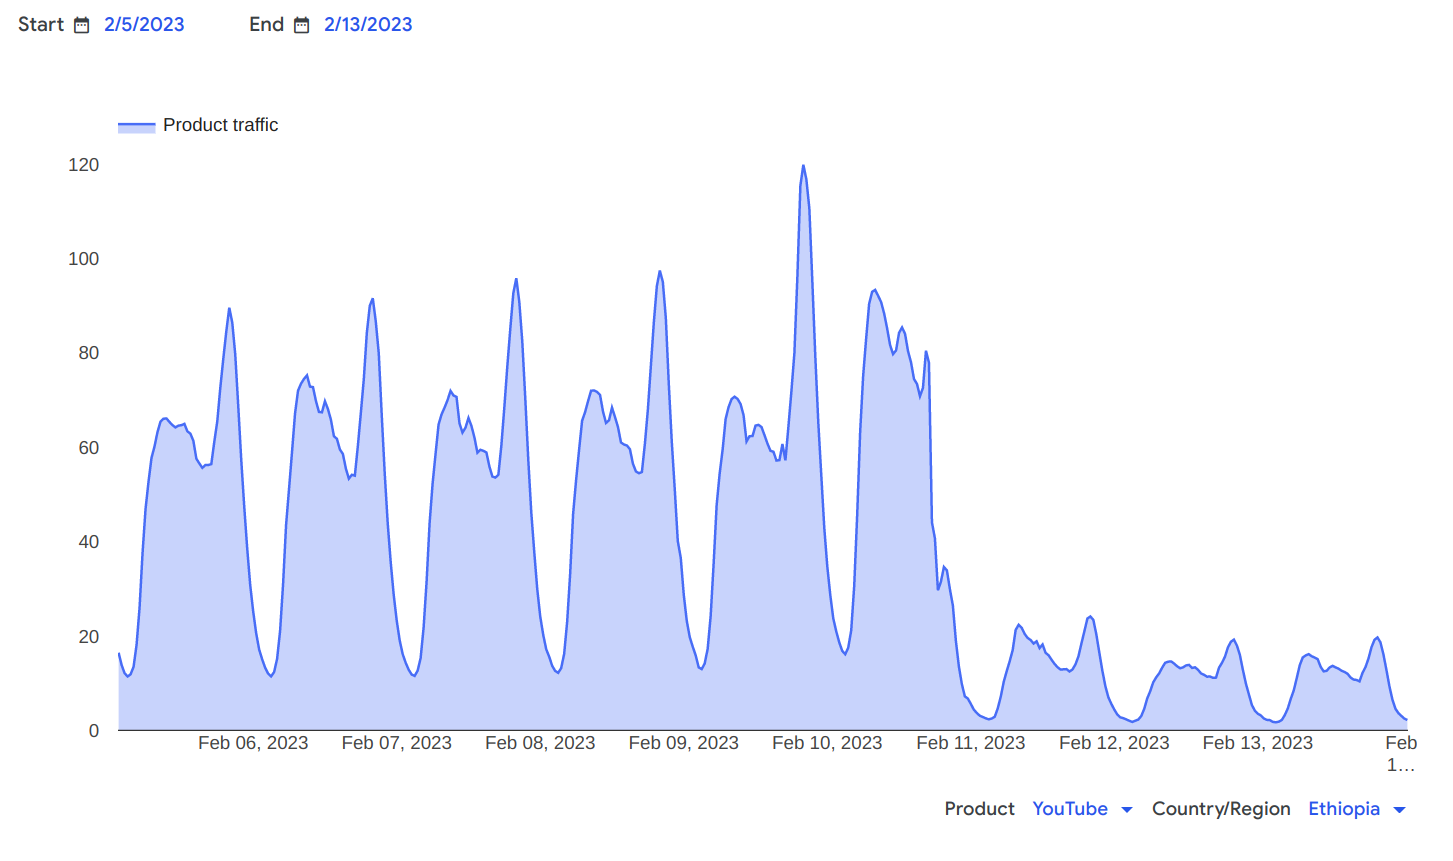 Start 2/5/2023 End 2/13/2023
Product traffic
120
100
80
60
40
20
0
Feb 06, 2023 Feb 07, 2023 Feb 08, 2023 Feb 09, 2023 Feb 10, 2023 Feb 11, 2023 Feb 12, 2023 Feb 13, 2023 Feb
1…
Product YouTube Country/Region Ethiopia